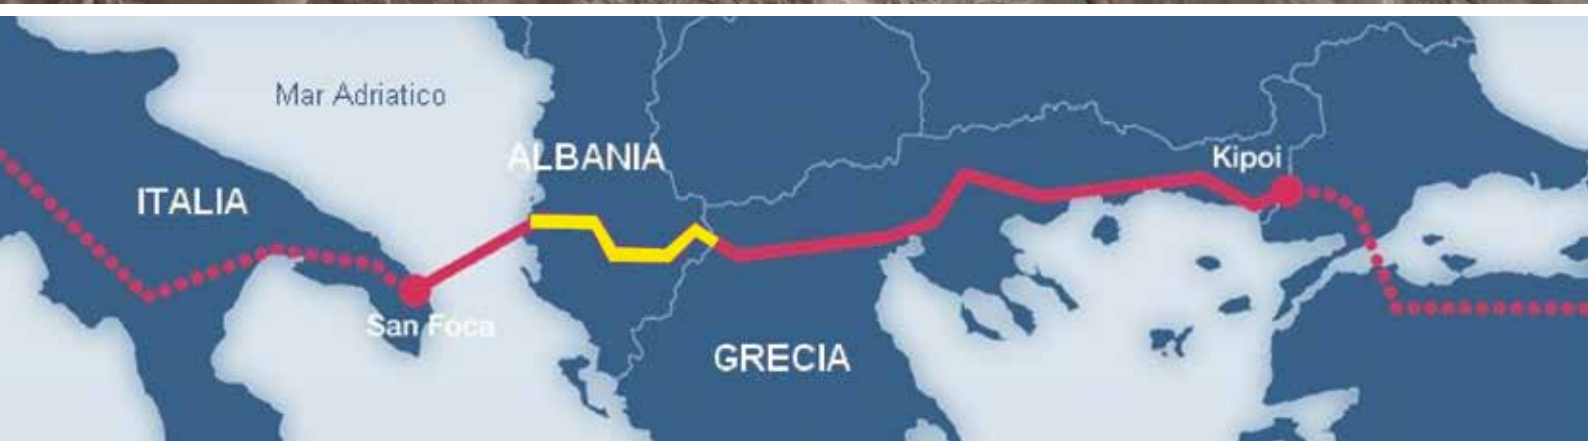 Mar Adriatico
ALBANIA
Kipoi
ITALIA
San Foca
GRECIA